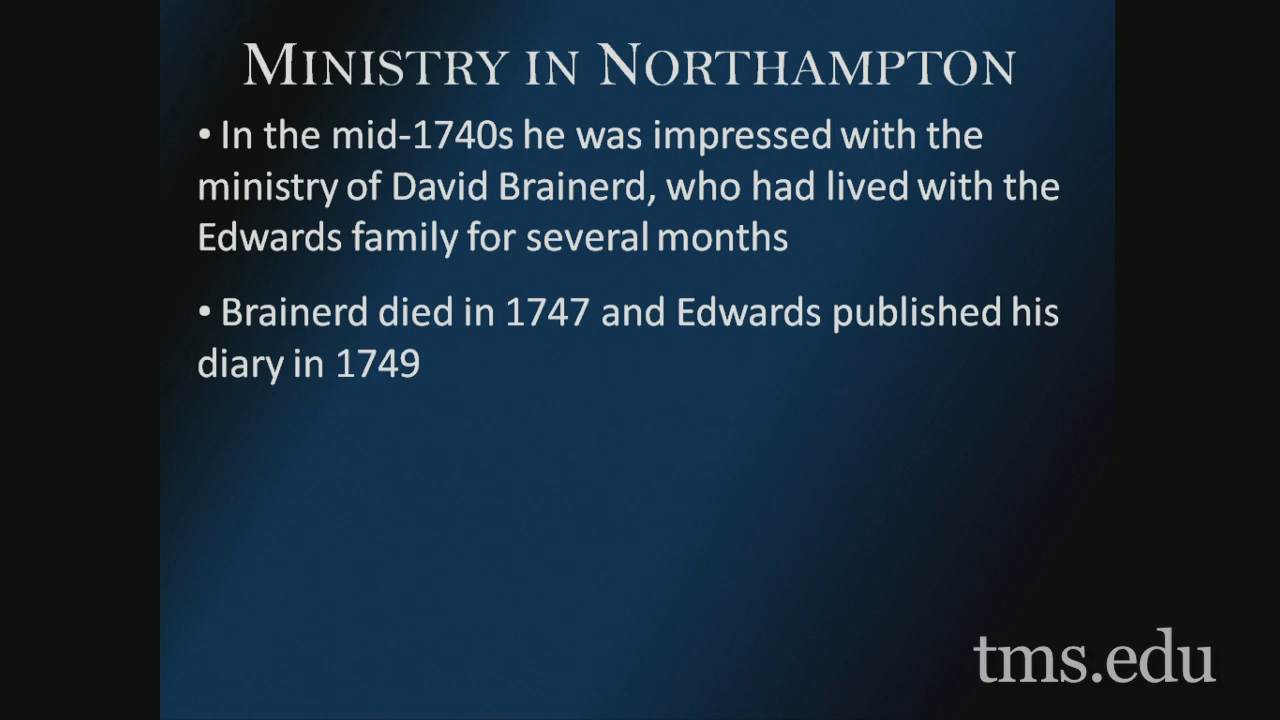 MINISTRY IN NORTHAMPTON
• In the mid-1740s he was impressed with the
ministry of David Brainerd, who had lived with the
Edwards family for several months
• Brainerd died in 1747 and Edwards published his
diary in 1749
tms.edu